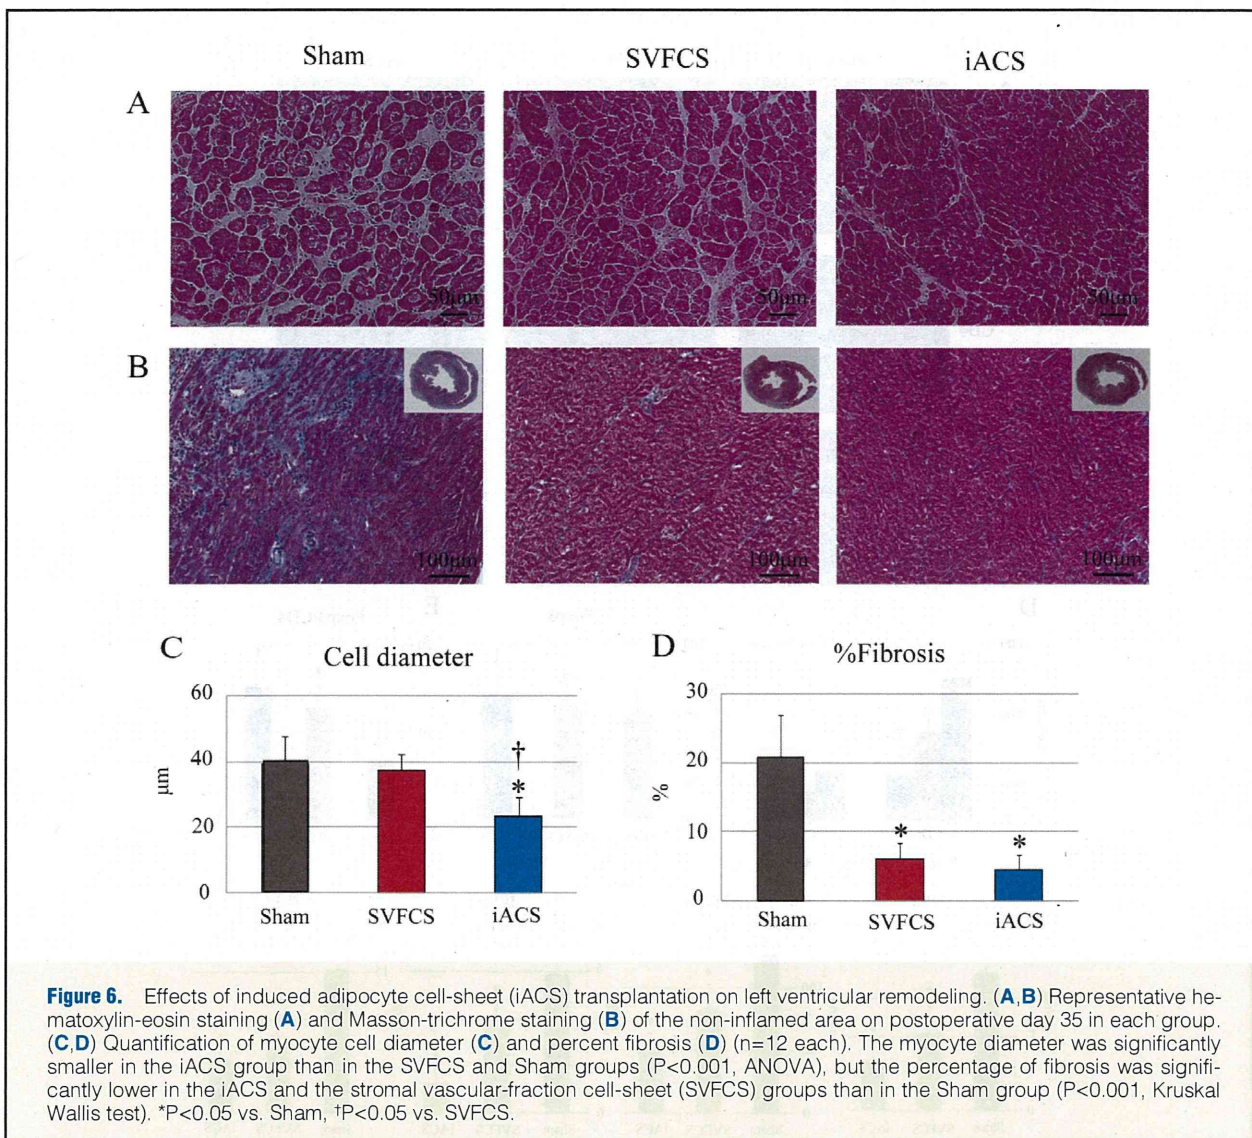 Sham
SVFCS
iACS
A
50µm
50µm
50µm
B
100µm
100µm
100µm
C
Cell diameter
60
40
20
0
µm
†
*
Sham
SVFCS
iACS
D
%Fibrosis
30
20
10
0
%
*
*
Sham
SVFCS
iACS
Figure 6. Effects of induced adipocyte cell-sheet (iACS) transplantation on left ventricular remodeling. (A,B) Representative he-
matoxylin-eosin staining (A) and Masson-trichrome staining (B) of the non-inflamed area on postoperative day 35 in each group.
(C,D) Quantification of myocyte cell diameter (C) and percent fibrosis (D) (n=12 each). The myocyte diameter was significantly
smaller in the iACS group than in the SVFCS and Sham groups (P<0.001, ANOVA), but the percentage of fibrosis was signifi-
cantly lower in the iACS and the stromal vascular-fraction cell-sheet (SVFCS) groups than in the Sham group (P<0.001, Kruskal
Wallis test). *P<0.05 vs. Sham, †P<0.05 vs. SVFCS.